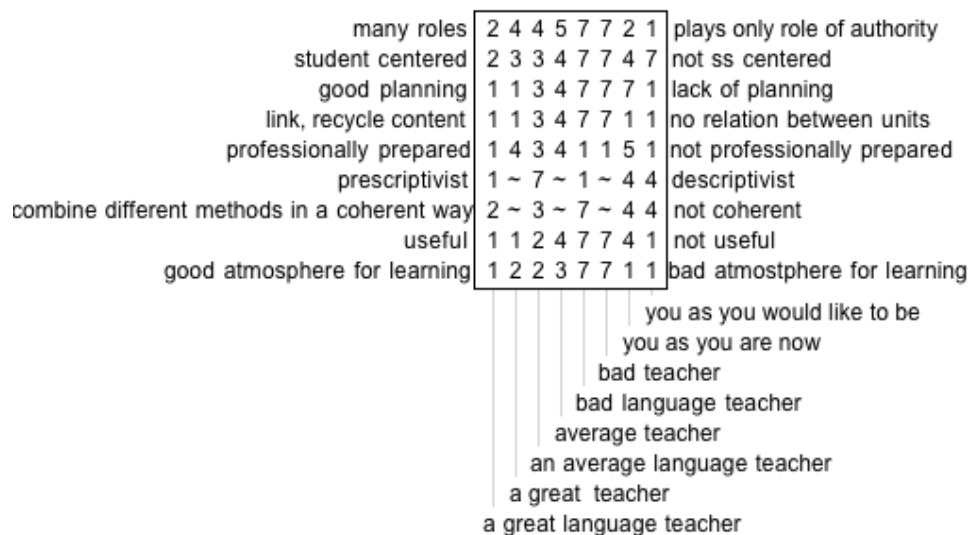 many roles 2 4 4 5 7 7 2 1 plays only role of authority
student centered 2 3 3 4 7 7 4 7 not ss centered
good planning 1 1 3 4 7 7 7 1 lack of planning
link, recycle content 1 1 3 4 7 7 1 1 no relation between units
professionally prepared 1 4 3 4 1 1 5 1 not professionally prepared
prescriptivist 1 ~ 7 ~ 1 ~ 4 4 descriptivist
combine different methods in a coherent way 2 ~ 3 ~ 7 ~ 4 4 not coherent
useful 1 1 2 4 7 7 4 1 not useful
good atmosphere for learning 1 2 2 3 7 7 1 1 bad atmostphere for learning
you as you would like to be
you as you are now
bad teacher
bad language teacher
average teacher
an average language teacher
a great teacher
a great language teacher